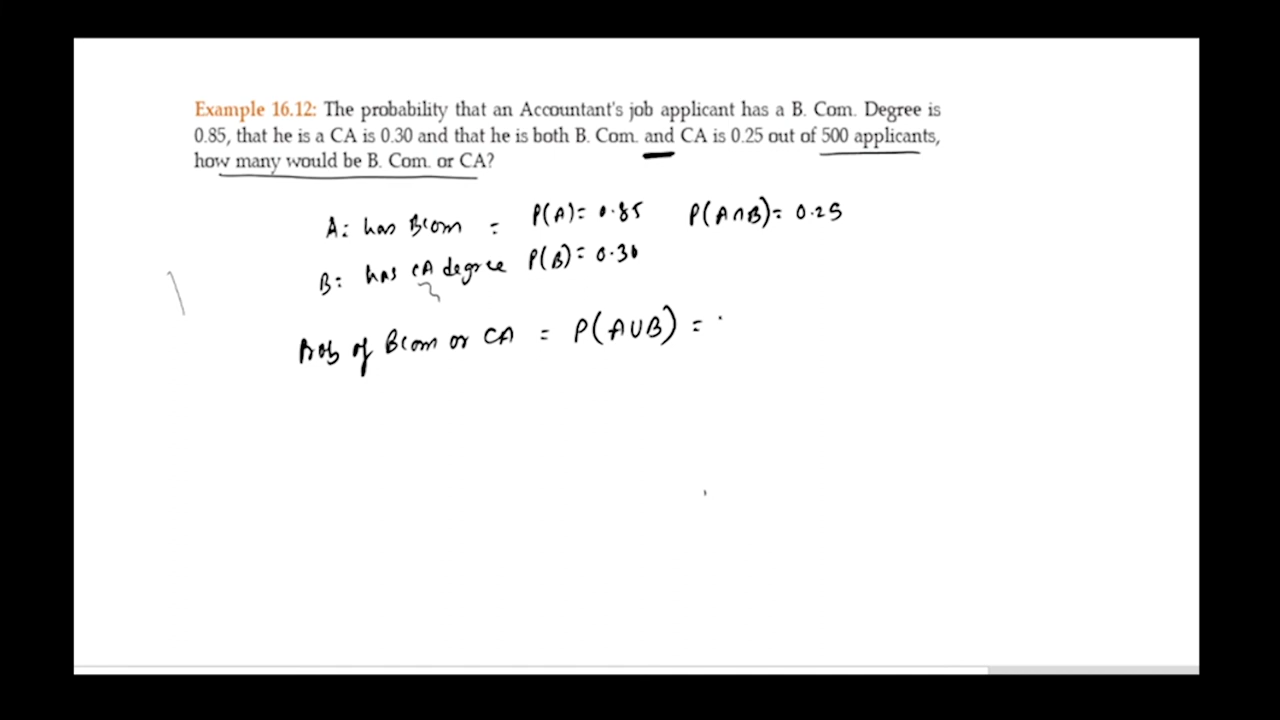 Example 16.12: The probability that an Accountant's job applicant has a B. Com. Degree is
0.85, that he is a CA is 0.30 and that he is both B. Com. and CA is 0.25 out of 500 applicants,
how many would be B. Com. or CA?
A: has Bcom = P(A)= 0.85 P(A∩B)= 0.25
B: has CA degree P(B)= 0.30
Prob of Bcom or CA = P(A∪B) =